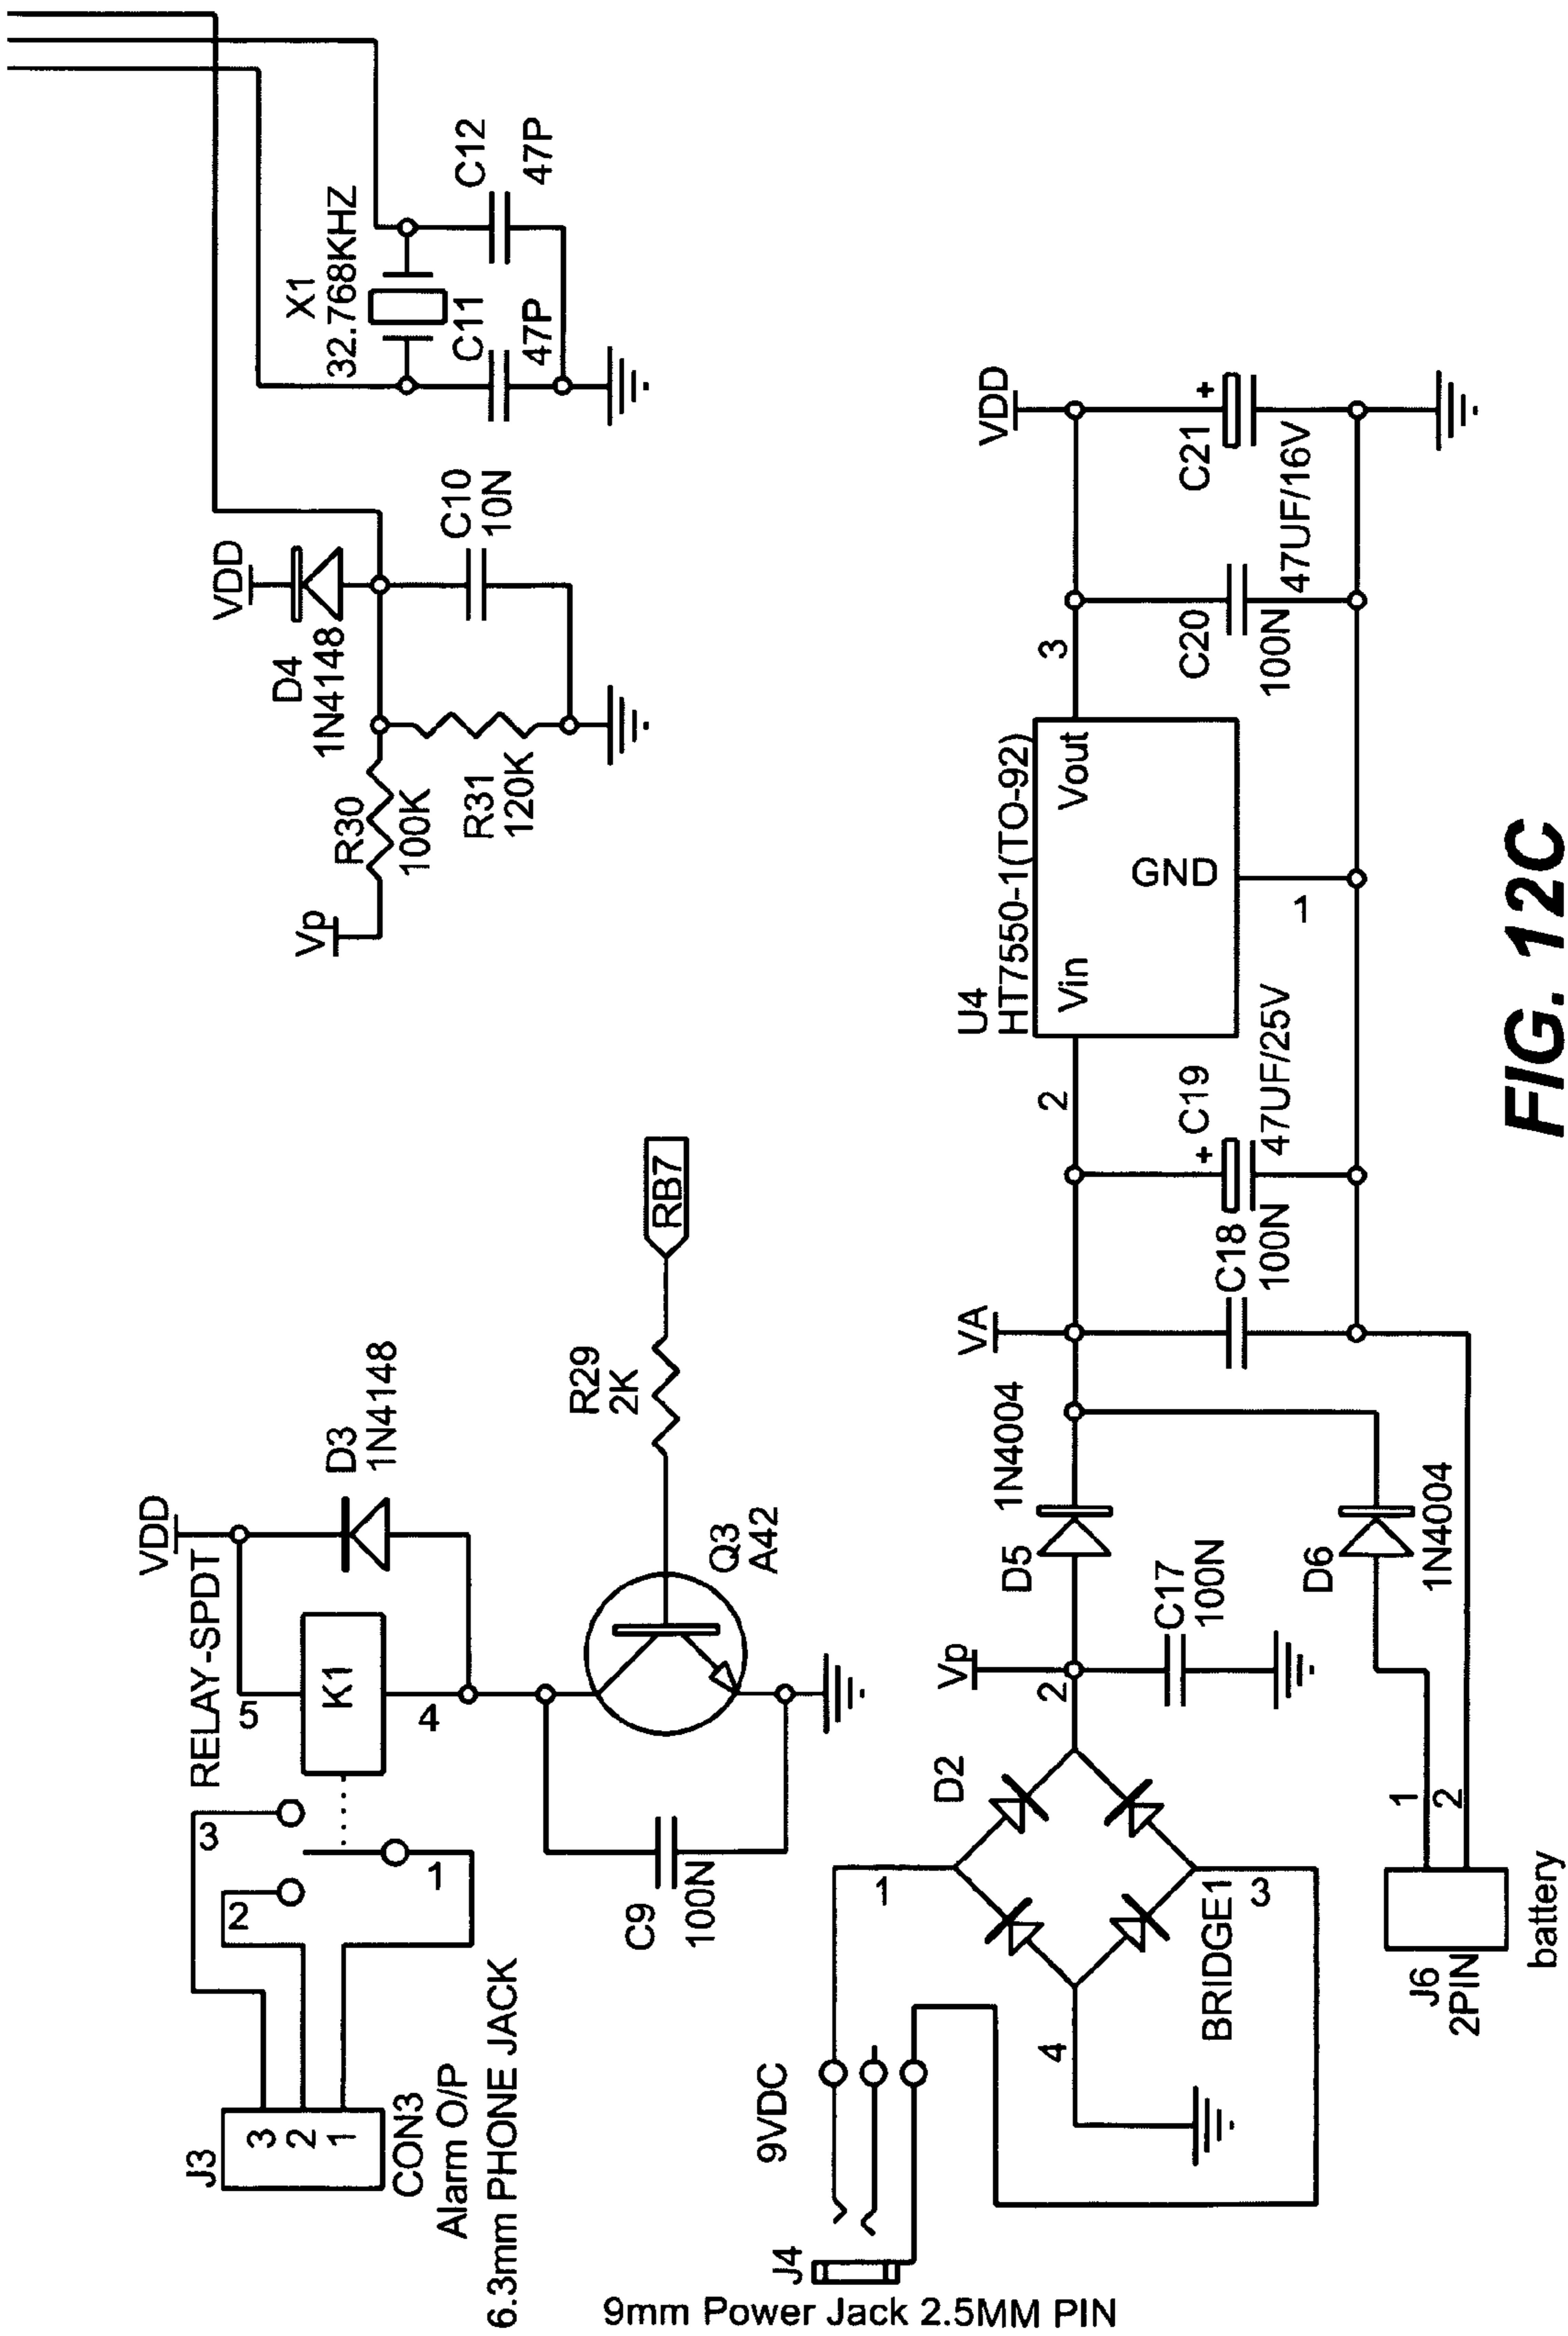 J3
3
2
1
CON3
Alarm O/P
6.3mm PHONE JACK
3
2
1
RELAY-SPDT
5
K1
4
VDD
D3
1N4148
C9
100N
Q3
A42
R29
2K
RB7
Vp
R30
100K
R31
120K
D4
1N4148
VDD
C10
10N
X1
32.768KHZ
C11
47P
C12
47P
J4
9mm Power Jack 2.5MM PIN
9VDC
1
D2
2
4
BRIDGE1
3
Vp
C17
100N
D5
1N4004
D6
1N4004
J6
2PIN
battery
1
2
VA
C18
100N
C19
+
47UF/25V
2
U4
HT7550-1(TO-92)
Vin
Vout
GND
1
3
C20
100N
VDD
C21
+
47UF/16V
FIG. 12C